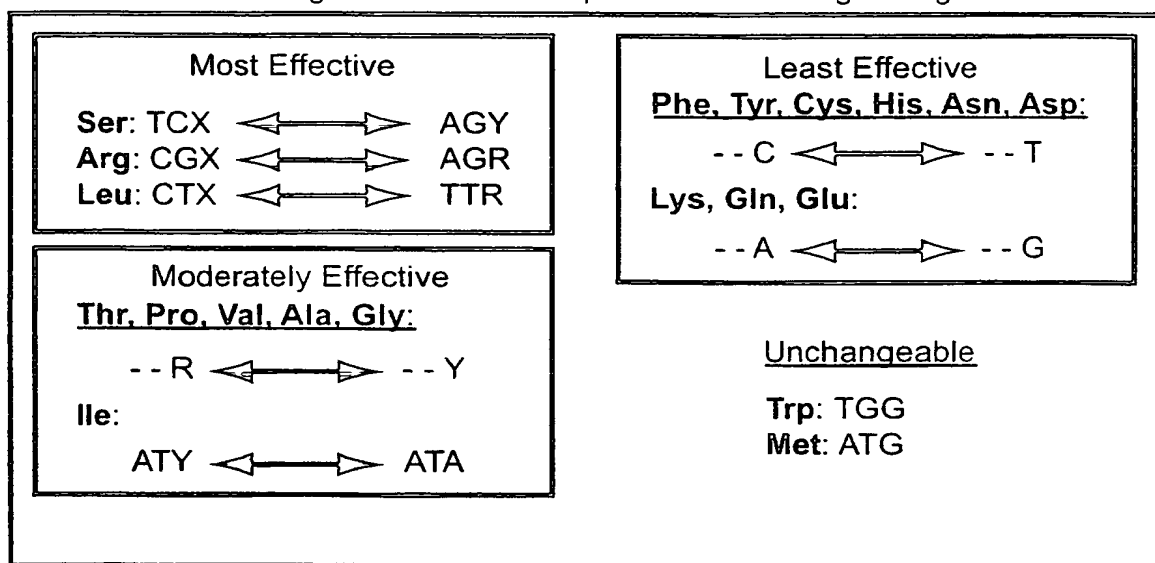 Most Effective
Ser: TCX AGY
Arg: CGX AGR
Leu: CTX TTR
Moderately Effective
Thr, Pro, Val, Ala, Gly:
- - R - - Y
Ile:
ATY ATA
Least Effective
Phe, Tyr, Cys, His, Asn, Asp:
- - C - - T
Lys, Gln, Glu:
- - A - - G
Unchangeable
Trp: TGG
Met: ATG